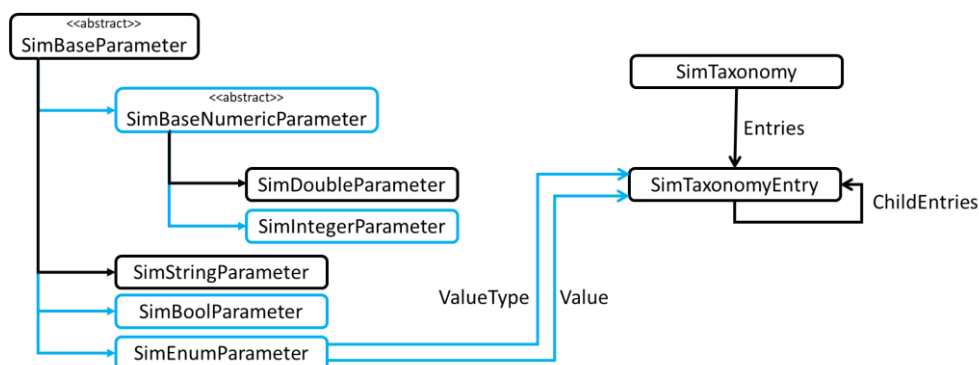 <<abstract>>
SimBaseParameter
<<abstract>>
SimBaseNumericParameter
SimDoubleParameter
SimIntegerParameter
SimStringParameter
SimBoolParameter
SimEnumParameter
ValueType
Value
SimTaxonomy
Entries
SimTaxonomyEntry
ChildEntries